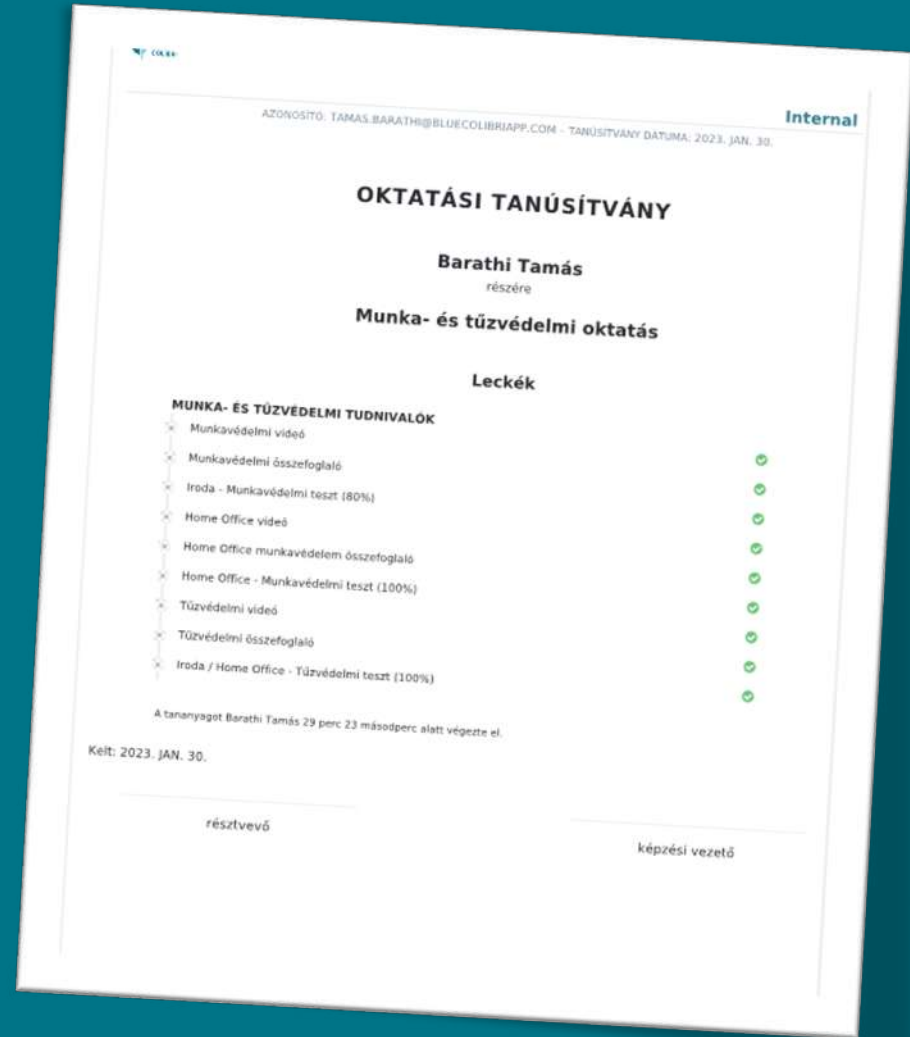 COLIBRI
Internal
AZONOSÍTÓ: TAMAS.BARATHI@BLUECOLIBRIAPP.COM - TANÚSÍTVÁNY DÁTUMA: 2023. JAN. 30.
OKTATÁSI TANÚSÍTVÁNY
Barathi Tamás
részére
Munka- és tűzvédelmi oktatás
Leckék
MUNKA- ÉS TŰZVÉDELMI TUDNIVALÓK
Munkavédelmi videó
Munkavédelmi összefoglaló
Iroda - Munkavédelmi teszt (80%)
Home Office videó
Home Office munkavédelem összefoglaló
Home Office - Munkavédelmi teszt (100%)
Tűzvédelmi videó
Tűzvédelmi összefoglaló
Iroda / Home Office - Tűzvédelmi teszt (100%)
A tananyagot Barathi Tamás 29 perc 23 másodperc alatt végezte el.
Kelt: 2023. JAN. 30.
résztvevő
képzési vezető